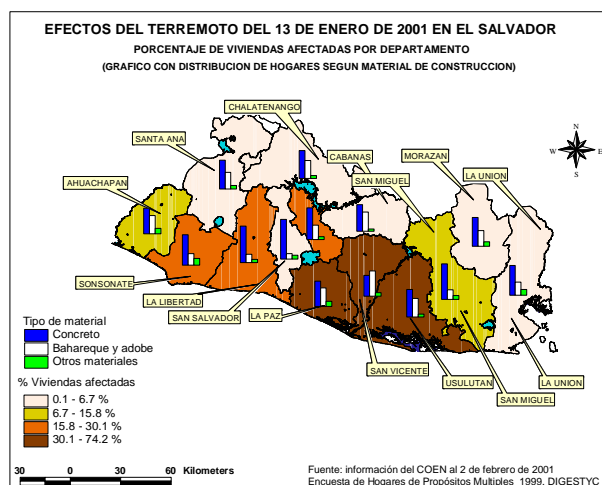 EFECTOS DEL TERREMOTO DEL 13 DE ENERO DE 2001 EN EL SALVADOR
PORCENTAJE DE VIVIENDAS AFECTADAS POR DEPARTAMENTO
(GRAFICO CON DISTRIBUCION DE HOGARES SEGUN MATERIAL DE CONSTRUCCION)
CHALATENANGO
SANTA ANA
CABANAS
MORAZAN
SAN MIGUEL
LA UNION
AHUACHAPAN
N
W
E
S
SONSONATE
LA LIBERTAD
SAN SALVADOR
LA PAZ
SAN VICENTE
USULUTAN
SAN MIGUEL
LA UNION
Tipo de material
Concreto
Bahareque y adobe
Otros materiales
% Viviendas afectadas
0.1 - 6.7 %
6.7 - 15.8 %
15.8 - 30.1 %
30.1 - 74.2 %
30 0 30 60 Kilometers
Fuente: información del COEN al 2 de febrero de 2001
Encuesta de Hogares de Propósitos Multiples 1999, DIGESTYC